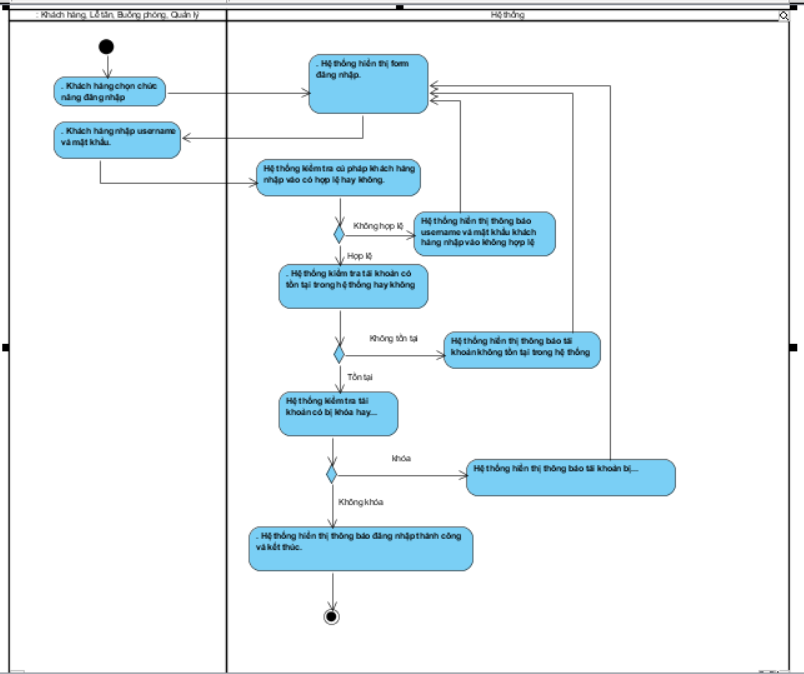 : Khách hàng, Lễ tân, Buồng phòng, Quản lý
Hệ thống
. Hệ thống hiển thị form
đăng nhập.
. Khách hàng chọn chức
năng đăng nhập
. Khách hàng nhập username
và mật khẩu.
Hệ thống kiểm tra cú pháp khách hàng
nhập vào có hợp lệ hay không.
Không hợp lệ
Hệ thống hiển thị thông báo
username và mật khẩu khách
hàng nhập vào không hợp lệ
Hợp lệ
. Hệ thống kiểm tra tài khoản có
tồn tại trong hệ thống hay không
Không tồn tại
Hệ thống hiển thị thông báo tài
khoản không tồn tại trong hệ thống
Tồn tại
Hệ thống kiểm tra tài
khoản có bị khóa hay...
khóa
Hệ thống hiển thị thông báo tài khoản bị...
Không khóa
. Hệ thống hiển thị thông báo đăng nhập thành công
và kết thúc.